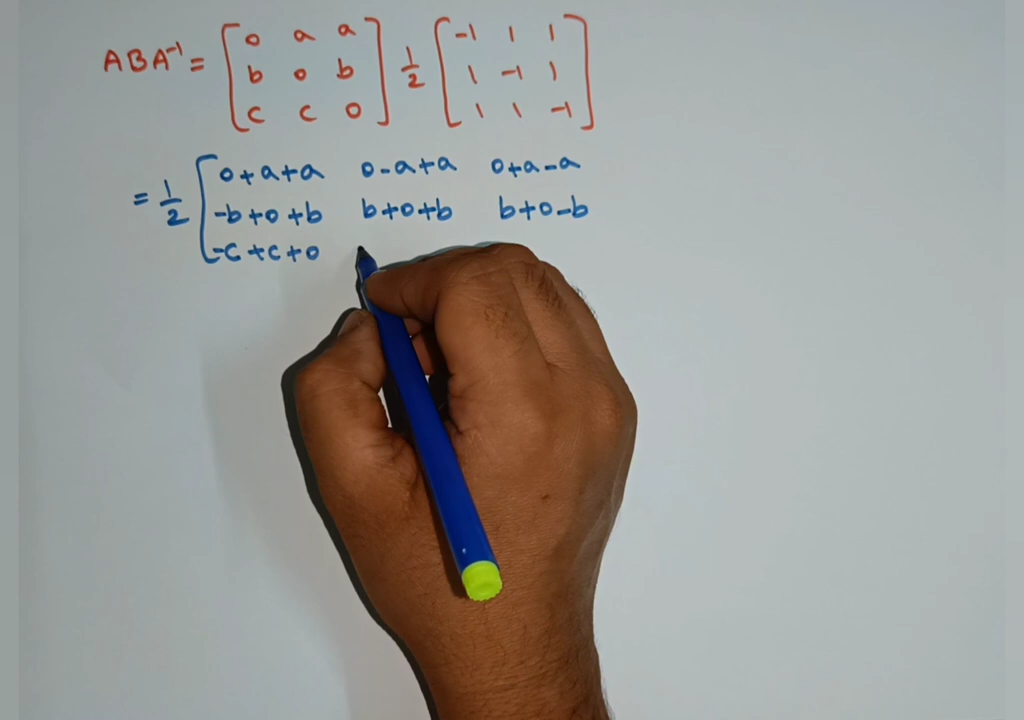 ABA⁻¹ = [ 0 a a ] 1/2 [ -1 1 1 ]
[ b 0 b ] [ 1 -1 1 ]
[ c c 0 ] [ 1 1 -1 ]
= 1/2 [ 0+a+a 0-a+a 0+a-a
-b+0+b b+0+b b+0-b
-c+c+0